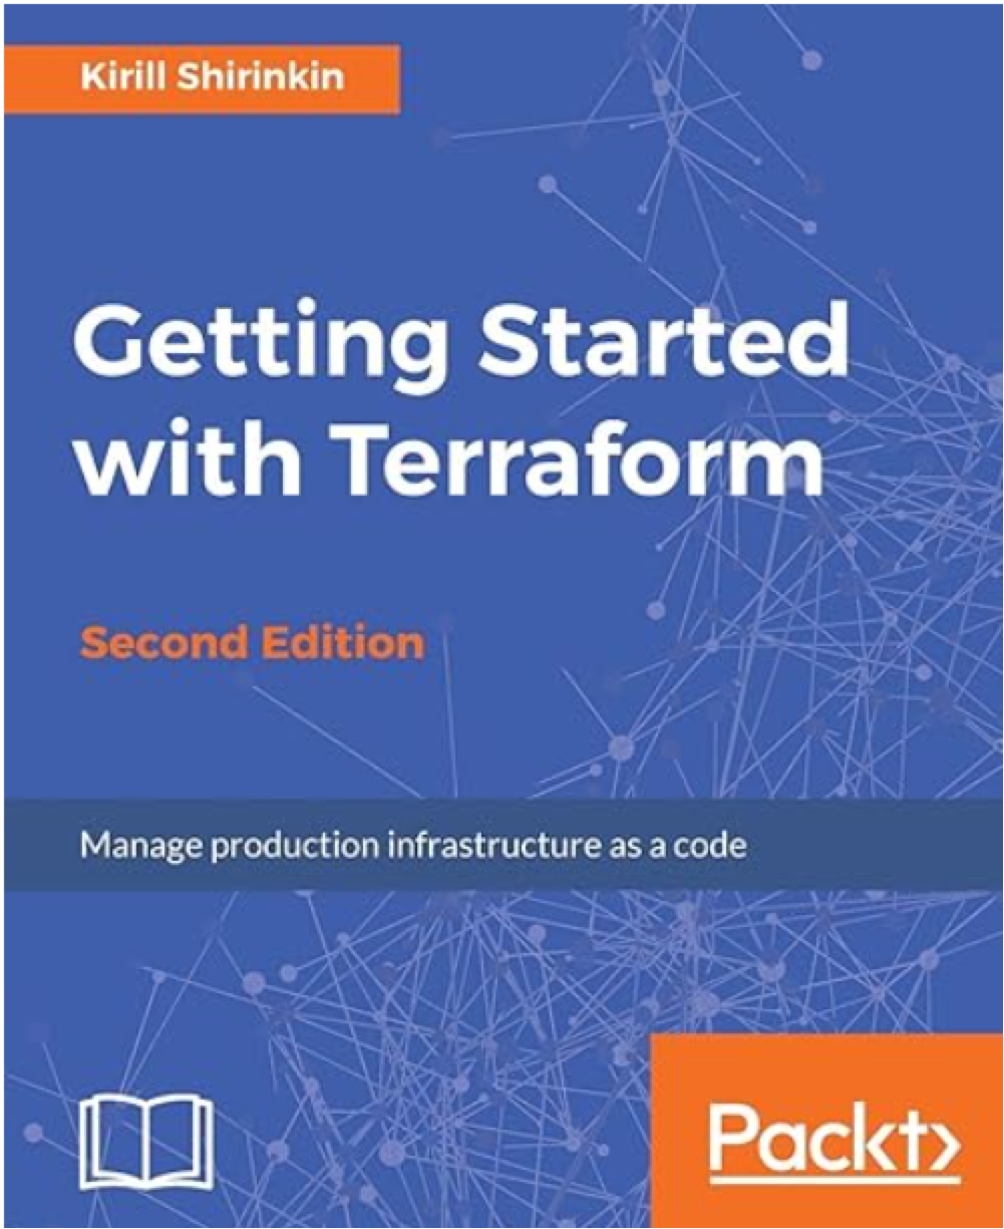 Kirill Shirinkin
Getting Started
with Terraform
Second Edition
Manage production infrastructure as a code
Packt>